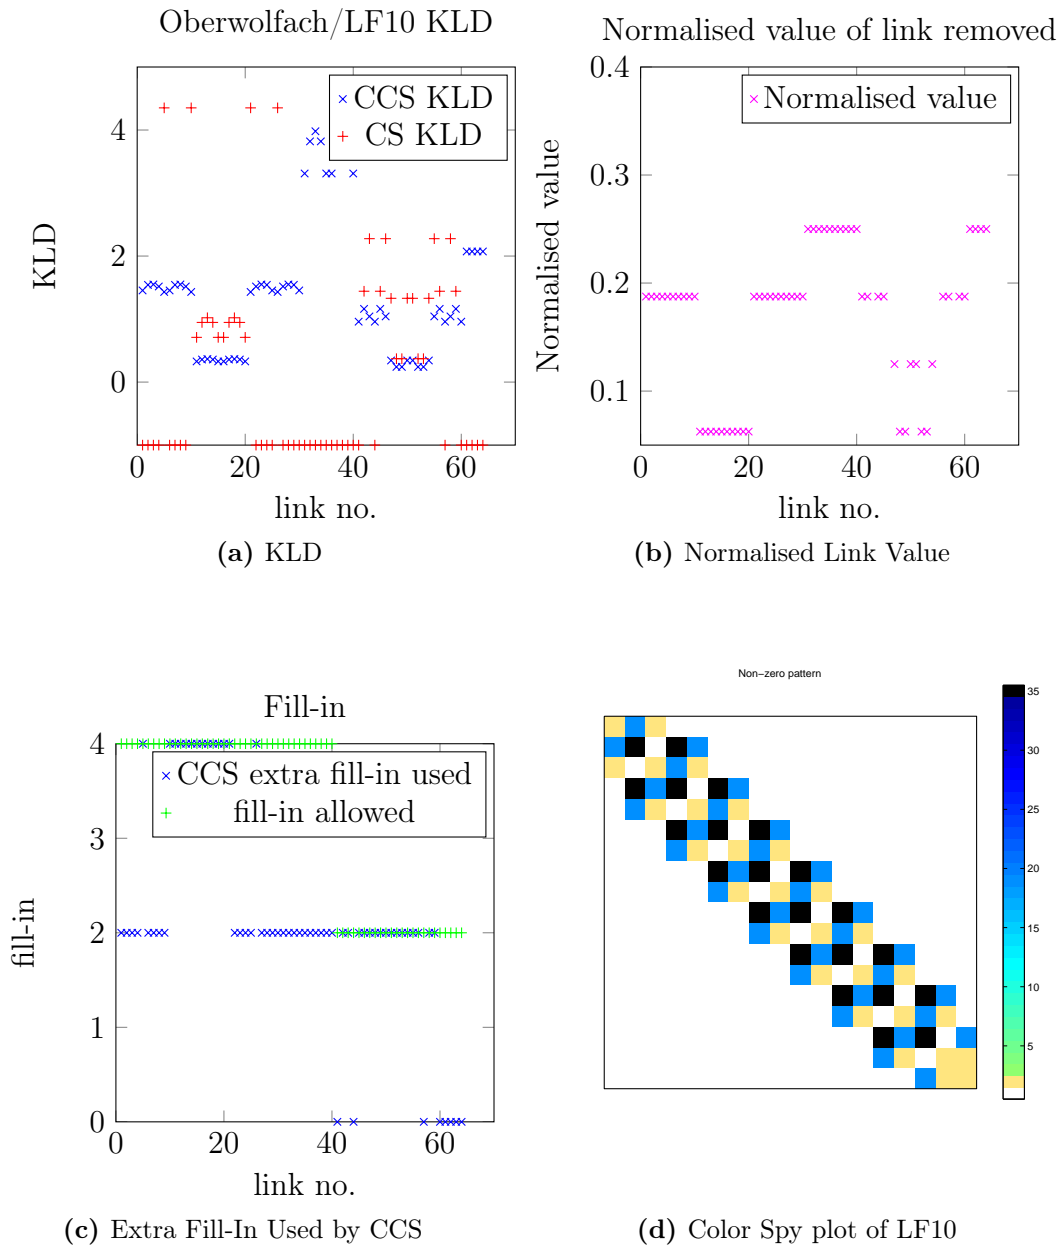 Oberwolfach/LF10 KLD
CCS KLD
CS KLD
4
2
0
KLD
0
20
40
60
link no.
(a) KLD
Normalised value of link removed
Normalised value
0.4
0.3
0.2
0.1
Normalised value
0
20
40
60
link no.
(b) Normalised Link Value
Fill-in
CCS extra fill-in used
fill-in allowed
4
3
2
1
0
fill-in
0
20
40
60
link no.
(c) Extra Fill-In Used by CCS
Non-zero pattern
35
30
25
20
15
10
5
(d) Color Spy plot of LF10